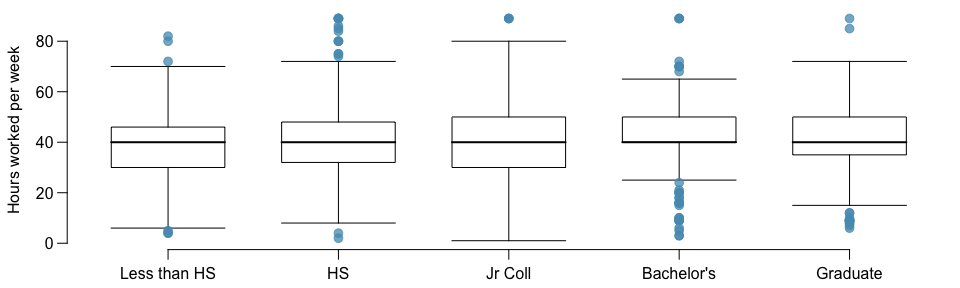 Hours worked per week
80
60
40
20
0
Less than HS
HS
Jr Coll
Bachelor's
Graduate